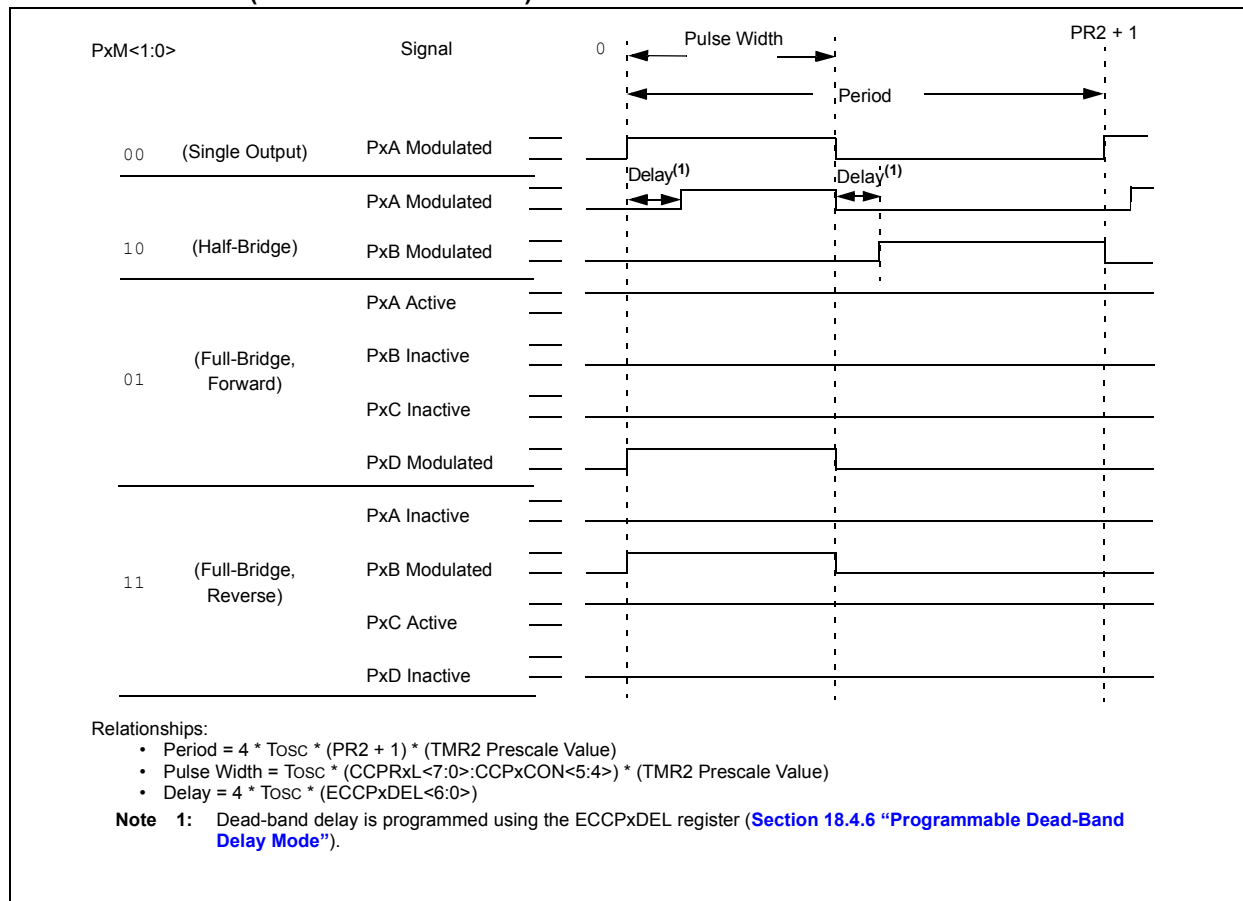 PxM<1:0>
Signal
0
Pulse Width
PR2 + 1
Period
00
(Single Output)
PxA Modulated
Delay(1)
Delay(1)
PxA Modulated
10
(Half-Bridge)
PxB Modulated
PxA Active
01
(Full-Bridge,
Forward)
PxB Inactive
PxC Inactive
PxD Modulated
PxA Inactive
11
(Full-Bridge,
Reverse)
PxB Modulated
PxC Active
PxD Inactive
Relationships:
• Period = 4 * TOSC * (PR2 + 1) * (TMR2 Prescale Value)
• Pulse Width = TOSC * (CCPRxL<7:0>:CCPxCON<5:4>) * (TMR2 Prescale Value)
• Delay = 4 * TOSC * (ECCPxDEL<6:0>)
Note 1: Dead-band delay is programmed using the ECCPxDEL register (Section 18.4.6 “Programmable Dead-Band
Delay Mode”).